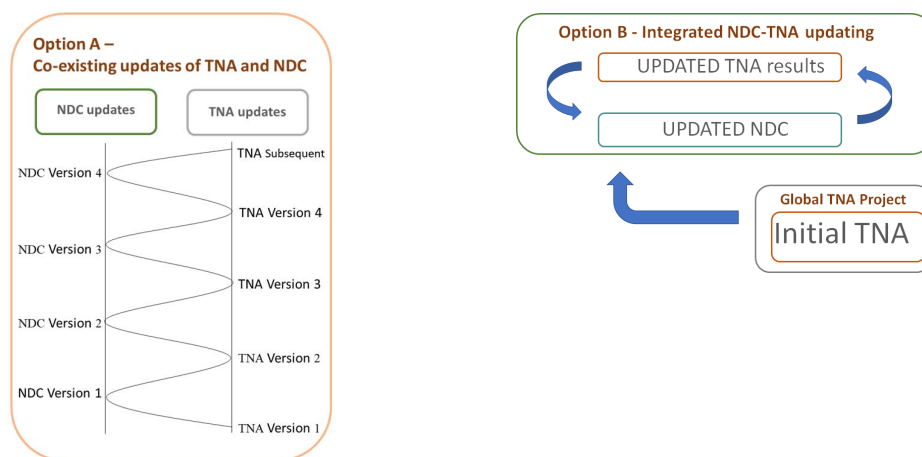 Option A –
Co-existing updates of TNA and NDC
NDC updates
TNA updates
TNA Subsequent
NDC Version 4
TNA Version 4
NDC Version 3
TNA Version 3
NDC Version 2
TNA Version 2
NDC Version 1
TNA Version 1
Option B - Integrated NDC-TNA updating
UPDATED TNA results
UPDATED NDC
Global TNA Project
Initial TNA